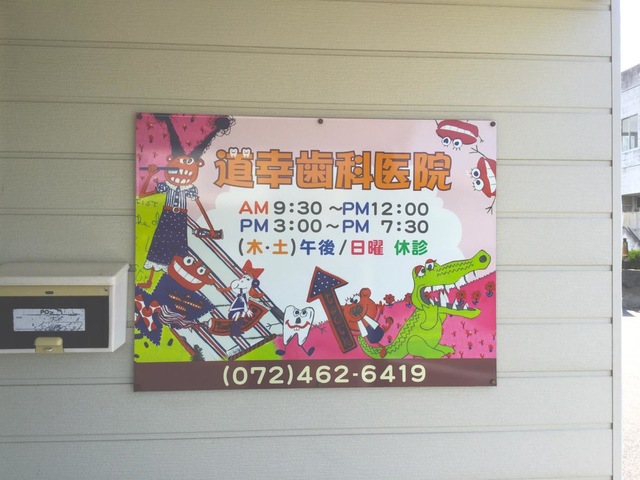 道幸歯科医院
AM 9:30 ~PM12:00
PM 3:00~PM 7:30
(木・土)午後/日曜 休診
(072)462-6419